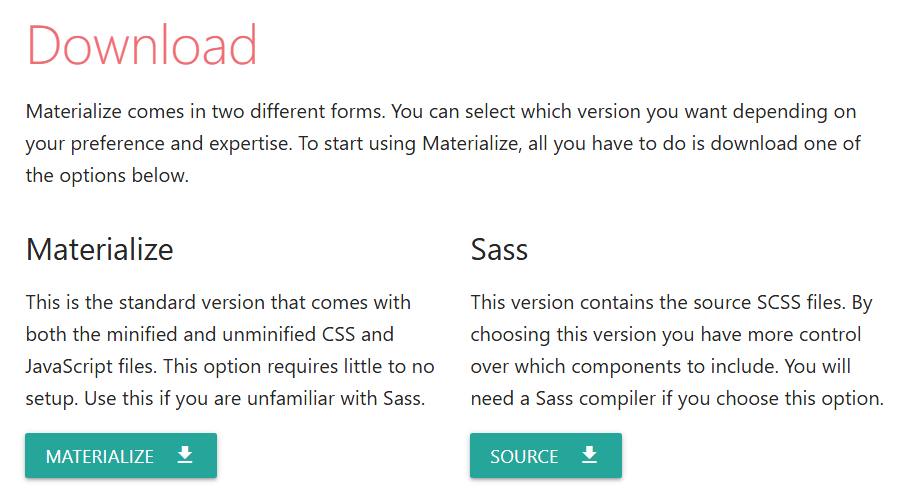 Download
Materialize comes in two different forms. You can select which version you want depending on
your preference and expertise. To start using Materialize, all you have to do is download one of
the options below.
Materialize
This is the standard version that comes with
both the minified and unminified CSS and
JavaScript files. This option requires little to no
setup. Use this if you are unfamiliar with Sass.
MATERIALIZE
Sass
This version contains the source SCSS files. By
choosing this version you have more control
over which components to include. You will
need a Sass compiler if you choose this option.
SOURCE